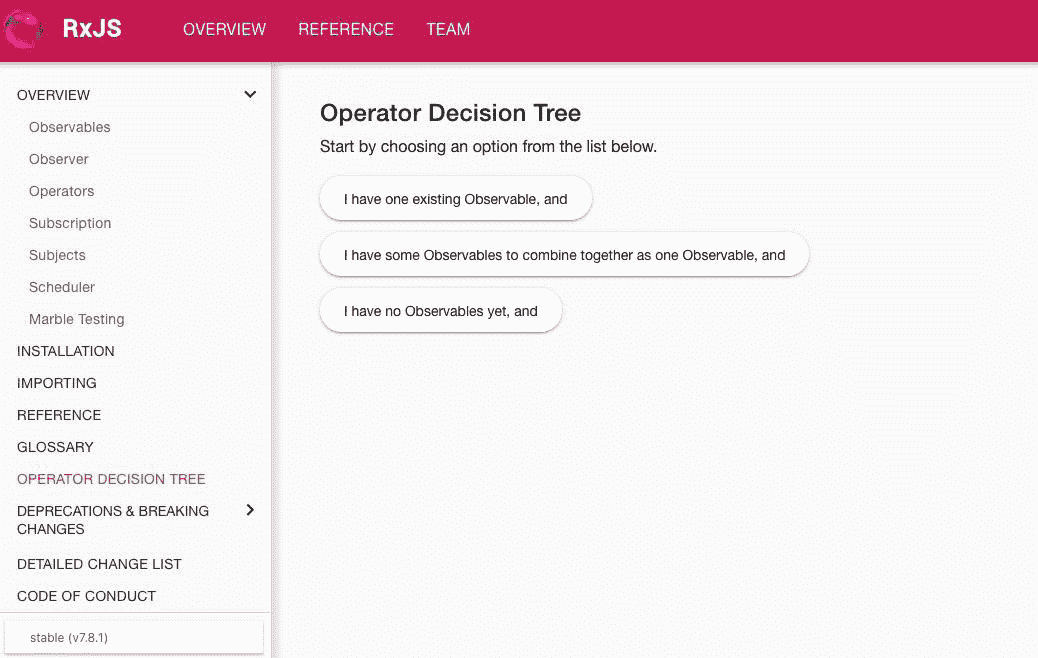 RxJS
OVERVIEW
REFERENCE
TEAM
OVERVIEW
Observables
Observer
Operators
Subscription
Subjects
Scheduler
Marble Testing
INSTALLATION
IMPORTING
REFERENCE
GLOSSARY
OPERATOR DECISION TREE
DEPRECATIONS & BREAKING
CHANGES
DETAILED CHANGE LIST
CODE OF CONDUCT
stable (v7.8.1)
Operator Decision Tree
Start by choosing an option from the list below.
I have one existing Observable, and
I have some Observables to combine together as one Observable, and
I have no Observables yet, and